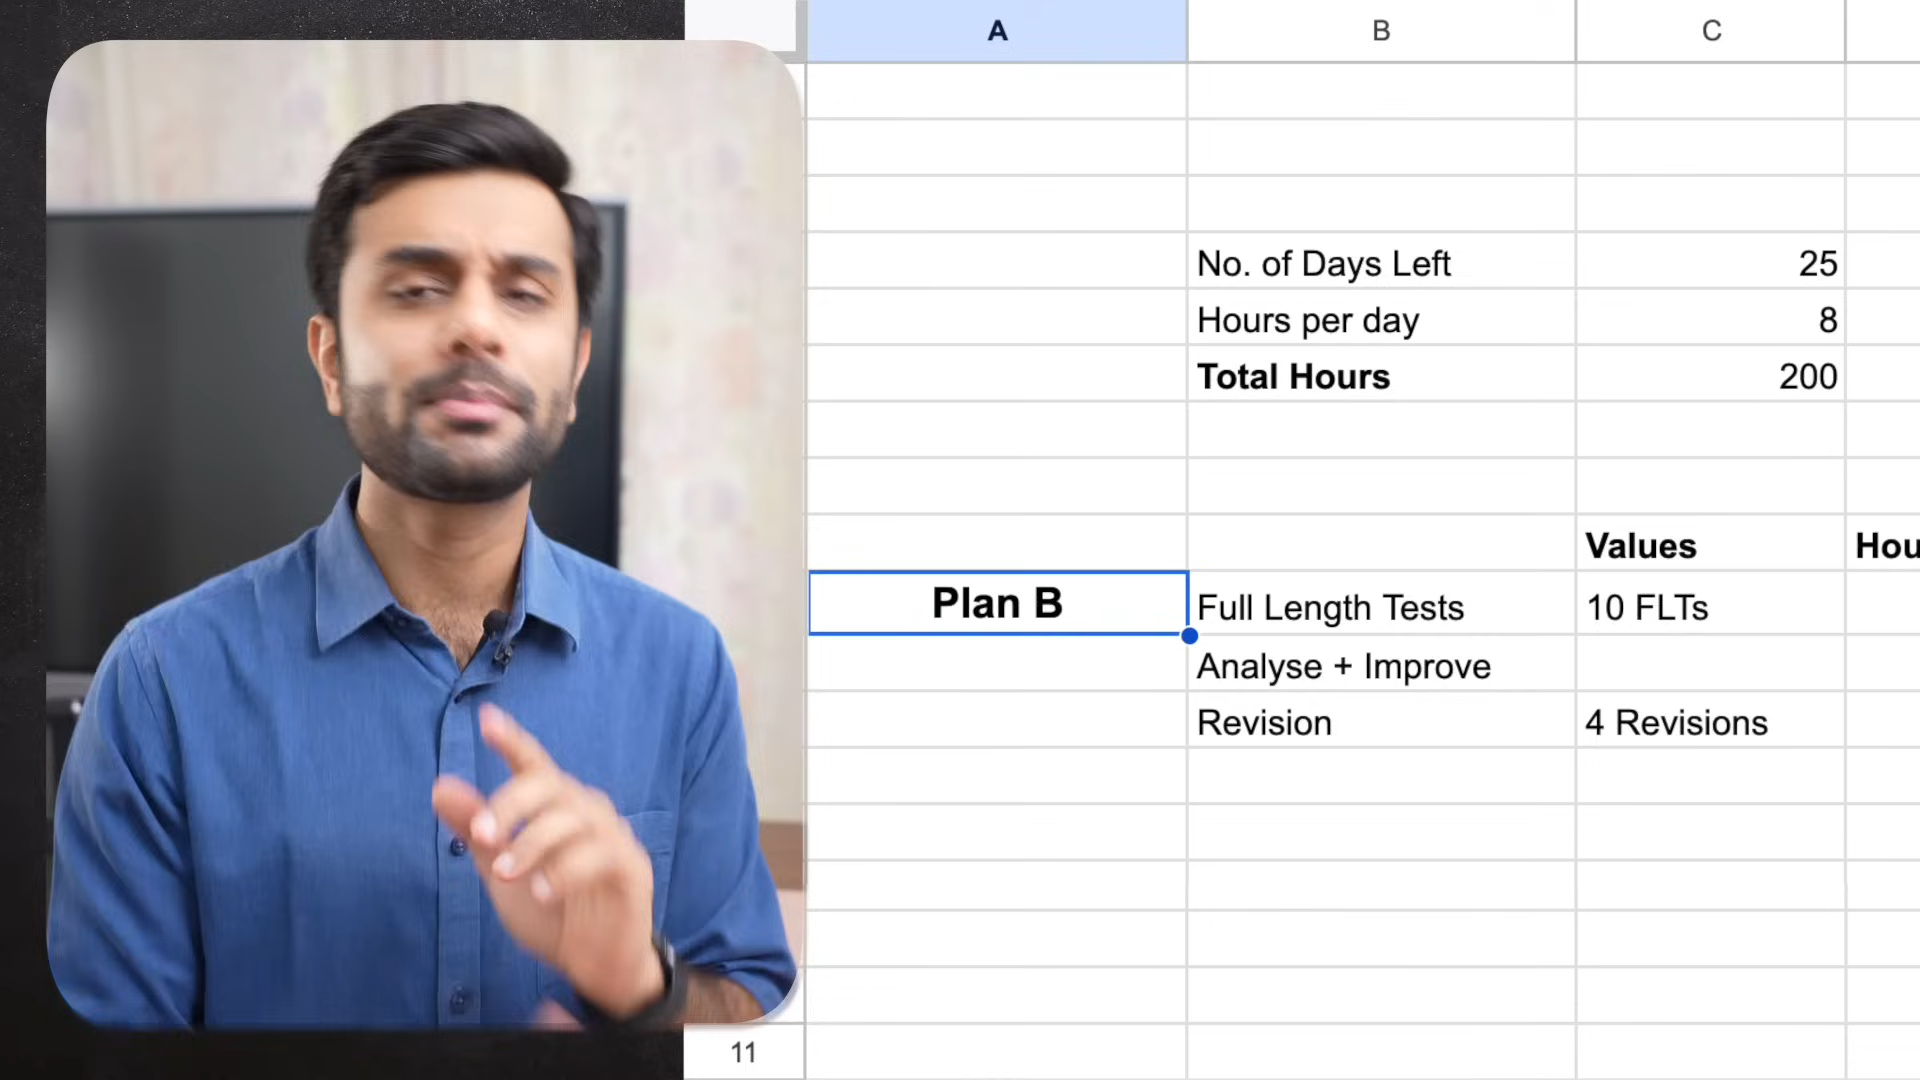 A B C
No. of Days Left 25
Hours per day 8
Total Hours 200
Values Hou
Plan B Full Length Tests 10 FLTs
Analyse + Improve
Revision 4 Revisions
11